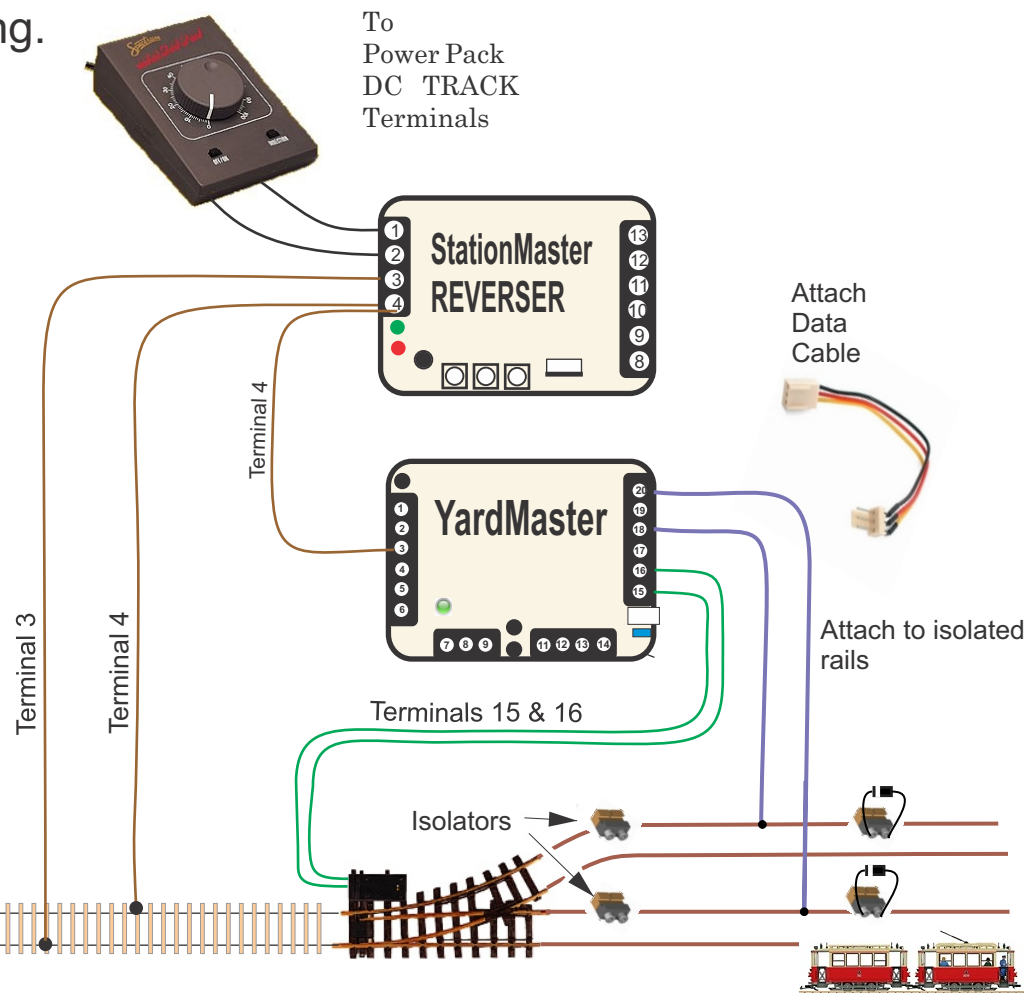 ng.
To
Power Pack
DC TRACK
Terminals
1
2
3
4
StationMaster
REVERSER
13
12
11
10
9
8
Attach
Data
Cable
Terminal 4
1
2
3
4
5
6
YardMaster
20
19
18
17
16
15
7 8 9
11 12 13 14
Terminal 3
Terminal 4
Attach to isolated
rails
Terminals 15 & 16
Isolators